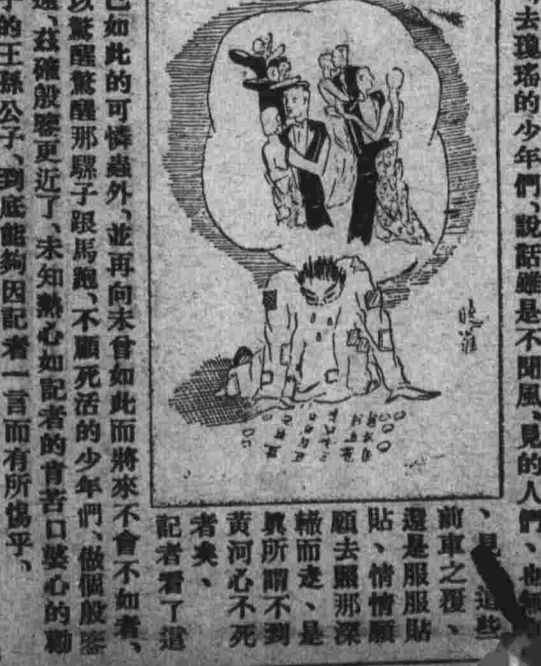 去瓊瑤的少年們、說話雖是不聞風、見的人們、也
、見這些
前車之覆、
還是服服貼
貼、情情願
願去蹈那深
轍而走、是
眞所謂不到
黃河心不死
者矣、
記者看了這
已如此的可憐蟲外、並再向未曾如此而將來不會不如者、
以驚醒驚醒那騾子跟馬跑、不顧死活的少年們、做個殷鑒
遠、茲確殷鑒更近了、未知熱心如記者的肯苦口婆心的勸
子的王孫公子、到底能夠因記者一言而有所惕乎、